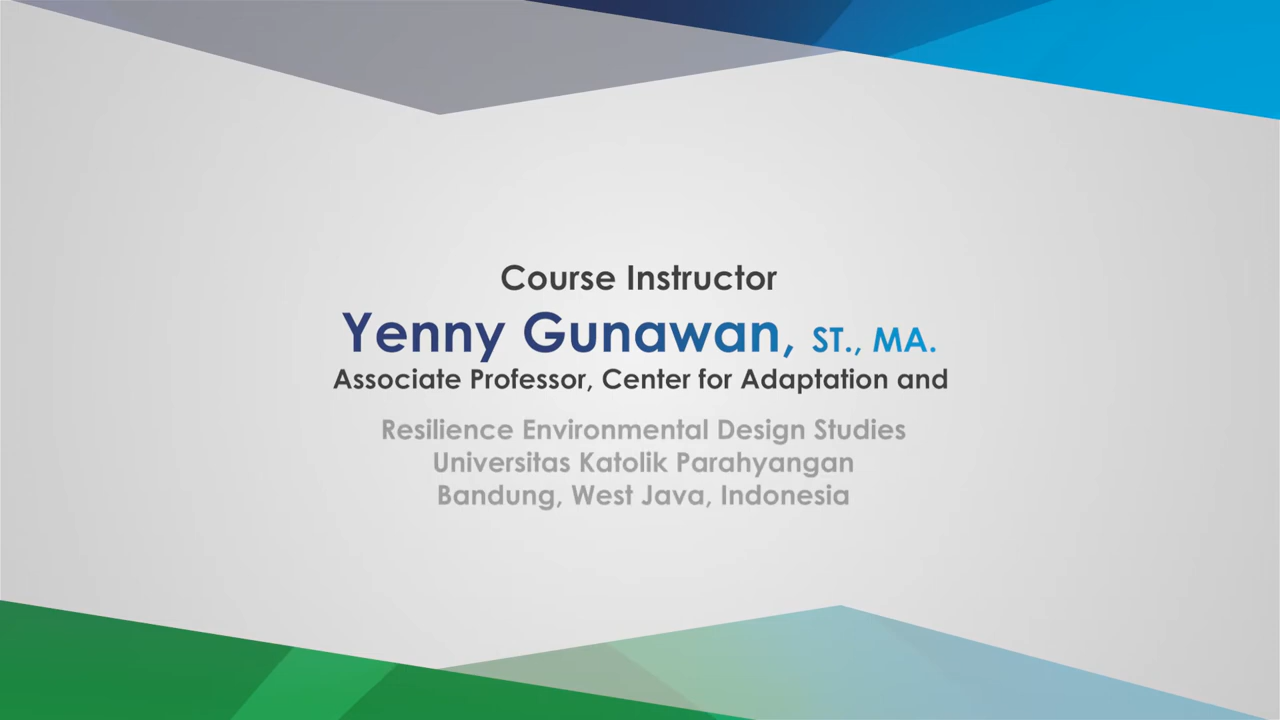 Course Instructor
Yenny Gunawan, ST., MA.
Associate Professor, Center for Adaptation and
Resilience Environmental Design Studies
Universitas Katolik Parahyangan
Bandung, West Java, Indonesia